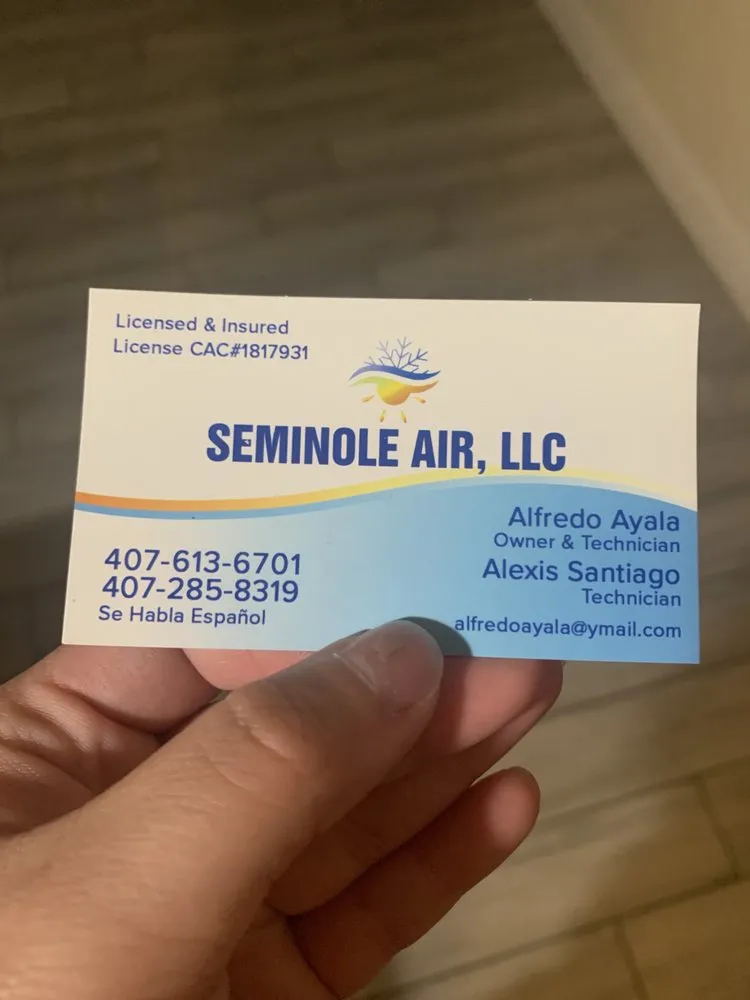 Licensed & Insured
License CAC#1817931
SEMINOLE AIR, LLC
407-613-6701
407-285-8319
Se Habla Español
Alfredo Ayala
Owner & Technician
Alexis Santiago
Technician
alfredoayala@ymail.com